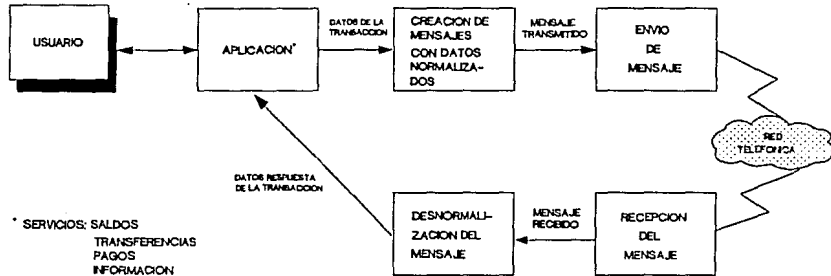 USUARIO
APLICACION*
DATOS DE LA
TRANSACCION
CREACION DE
MENSAJES
CON DATOS
NORMALIZA-
DOS
MENSAJE
TRANSMITIDO
ENVIO
DE
MENSAJE
RED
TELEFONICA
DATOS RESPUESTA
DE LA TRANSACCION
DESNORMALI-
ZACION DEL
MENSAJE
MENSAJE
RECIBIDO
RECEPCION
DEL
MENSAJE
* SERVICIOS: SALDOS
TRANSFERENCIAS
PAGOS
INFORMACION